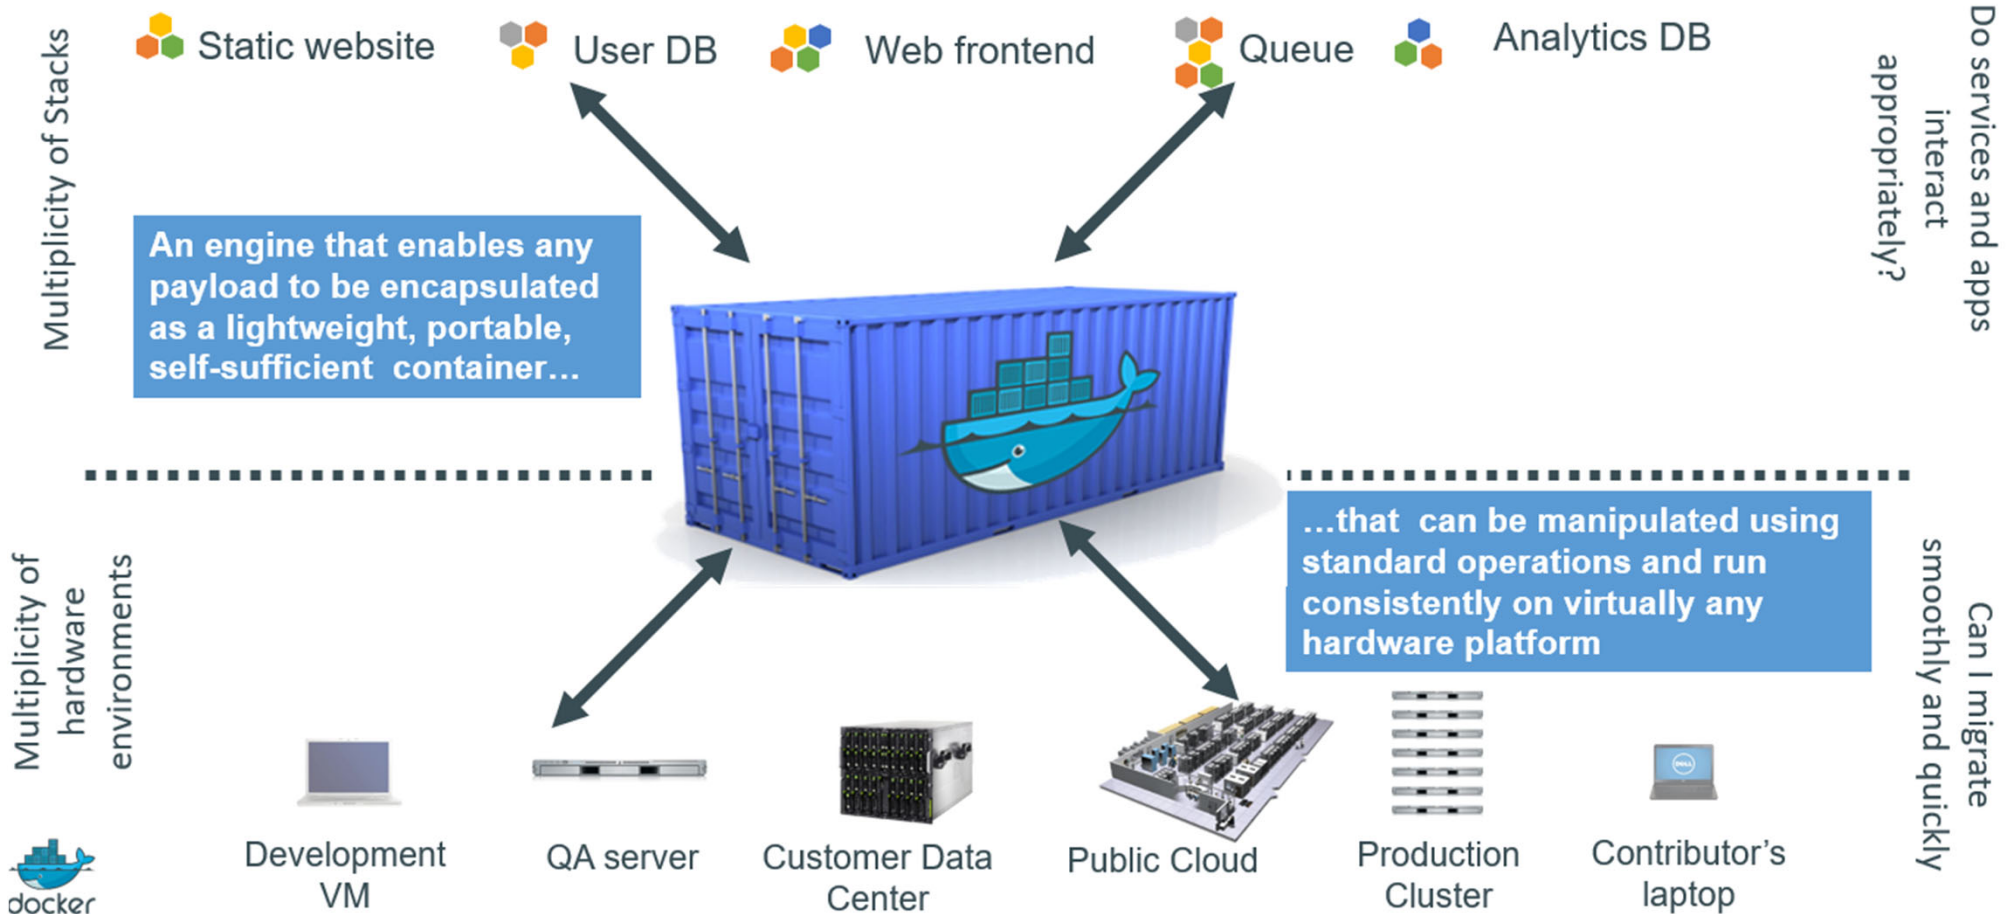 Static website
User DB
Web frontend
Queue
Analytics DB
Multiplicity of Stacks
Do services and apps
interact
appropriately?
An engine that enables any
payload to be encapsulated
as a lightweight, portable,
self-sufficient container...
...that can be manipulated using
standard operations and run
consistently on virtually any
hardware platform
Multiplicity of
hardware
environments
Can I migrate
smoothly and quickly
DELL
Development
VM
QA server
Customer Data
Center
Public Cloud
Production
Cluster
Contributor’s
laptop
docker